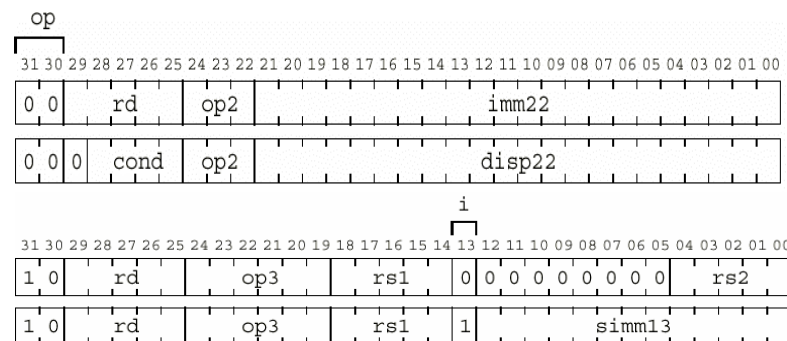 op
31 30 29 28 27 26 25 24 23 22 21 20 19 18 17 16 15 14 13 12 11 10 09 08 07 06 05 04 03 02 01 00
0 0 rd op2 imm22
0 0 0 cond op2 disp22
i
31 30 29 28 27 26 25 24 23 22 21 20 19 18 17 16 15 14 13 12 11 10 09 08 07 06 05 04 03 02 01 00
1 0 rd op3 rs1 0 0 0 0 0 0 0 0 0 rs2
1 0 rd op3 rs1 1 simm13